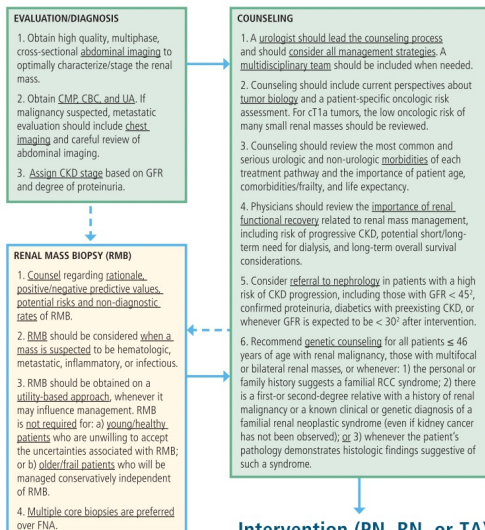 EVALUATION/DIAGNOSIS
1. Obtain high quality, multiphase,
cross-sectional abdominal imaging to
optimally characterize/stage the renal
mass.
2. Obtain CMP, CBC, and UA. If
malignancy suspected, metastatic
evaluation should include chest
imaging and careful review of
abdominal imaging.
3. Assign CKD stage based on GFR
and degree of proteinuria.
RENAL MASS BIOPSY (RMB)
1. Counsel regarding rationale,
positive/negative predictive values,
potential risks and non-diagnostic
rates of RMB.
2. RMB should be considered when a
mass is suspected to be hematologic,
metastatic, inflammatory, or infectious.
3. RMB should be obtained on a
utility-based approach, whenever it
may influence management. RMB
is not required for: a) young/healthy
patients who are unwilling to accept
the uncertainties associated with RMB;
or b) older/frail patients who will be
managed conservatively independent
of RMB.
4. Multiple core biopsies are preferred
over FNA.
COUNSELING
1. A urologist should lead the counseling process
and should consider all management strategies. A
multidisciplinary team should be included when needed.
2. Counseling should include current perspectives about
tumor biology and a patient-specific oncologic risk
assessment. For cT1a tumors, the low oncologic risk of
many small renal masses should be reviewed.
3. Counseling should review the most common and
serious urologic and non-urologic morbidities of each
treatment pathway and the importance of patient age,
comorbidities/frailty, and life expectancy.
4. Physicians should review the importance of renal
functional recovery related to renal mass management,
including risk of progressive CKD, potential short/long-
term need for dialysis, and long-term overall survival
considerations.
5. Consider referral to nephrology in patients with a high
risk of CKD progression, including those with GFR < 45², 
confirmed proteinuria, diabetics with preexisting CKD, or
whenever GFR is expected to be < 30² after intervention.
6. Recommend genetic counseling for all patients ≤ 46
years of age with renal malignancy, those with multifocal
or bilateral renal masses, or whenever: 1) the personal or
family history suggests a familial RCC syndrome; 2) there
is a first-or second-degree relative with a history of renal
malignancy or a known clinical or genetic diagnosis of a
familial renal neoplastic syndrome (even if kidney cancer
has not been observed); or 3) whenever the patient's
pathology demonstrates histologic findings suggestive of
such a syndrome.
Intervention (PN, RN, or TA)